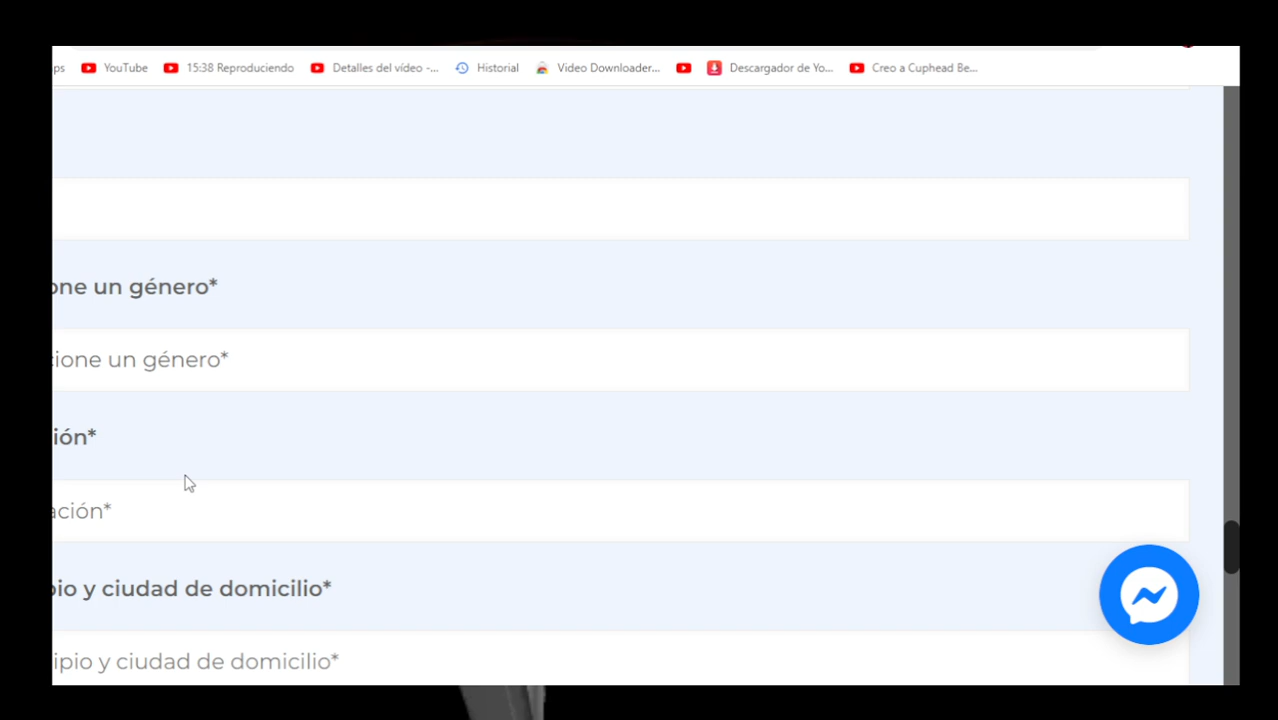 ps YouTube 15:38 Reproduciendo Detalles del vídeo -... Historial Video Downloader... Descargador de Yo... Creo a Cuphead Be...
one un género*
cione un género*
ión*
ación*
pio y ciudad de domicilio*
ipio y ciudad de domicilio*